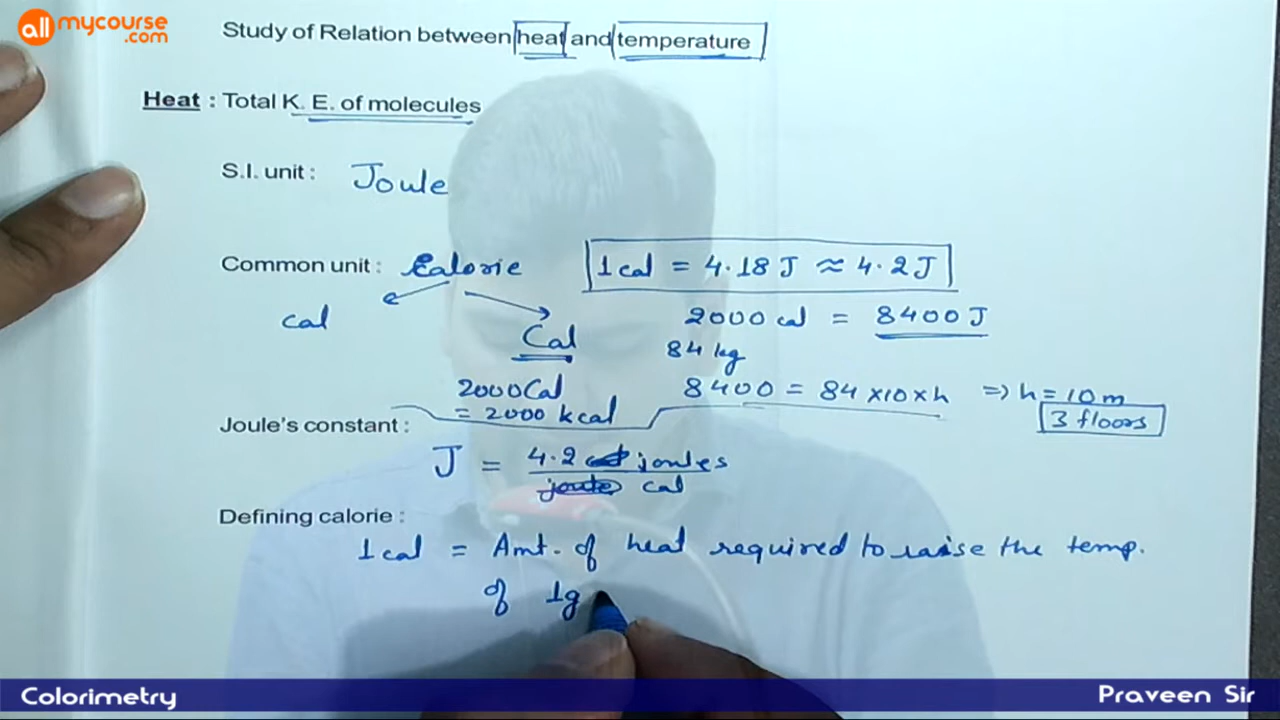 allmycourse.com
Study of Relation between heat and temperature
Heat : Total K. E. of molecules
S.I. unit : Joule
Common unit : Calorie
1 cal = 4.18 J ≈ 4.2 J
cal
Cal
2000 cal = 8400 J
84 kg
2000 Cal
= 2000 kcal
8400 = 84 × 10 × h ⇒ h = 10 m
3 floors
Joule's constant :
J = 4.2 joules / cal
Defining calorie :
1 cal = Amt. of heat required to raise the temp.
of 1g
Colorimetry
Praveen Sir